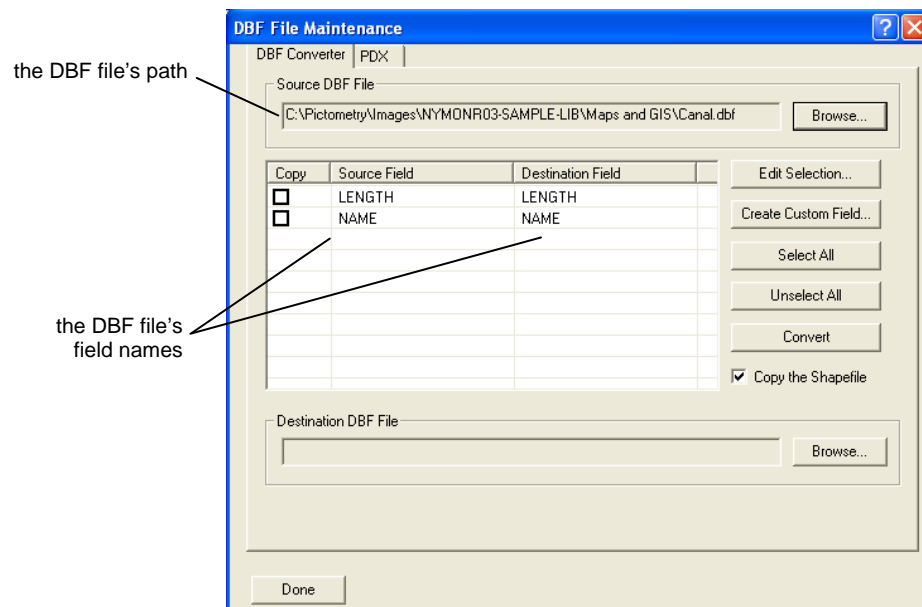 DBF File Maintenance
DBF Converter PDX
the DBF file's path
Source DBF File
C:\Pictometry\Images\NYMONR03-SAMPLE-LIB\Maps and GIS\Canal.dbf Browse...
Copy Source Field Destination Field
LENGTH LENGTH
NAME NAME
Edit Selection...
Create Custom Field...
Select All
Unselect All
Convert
Copy the Shapefile
the DBF file's
field names
Destination DBF File
Browse...
Done